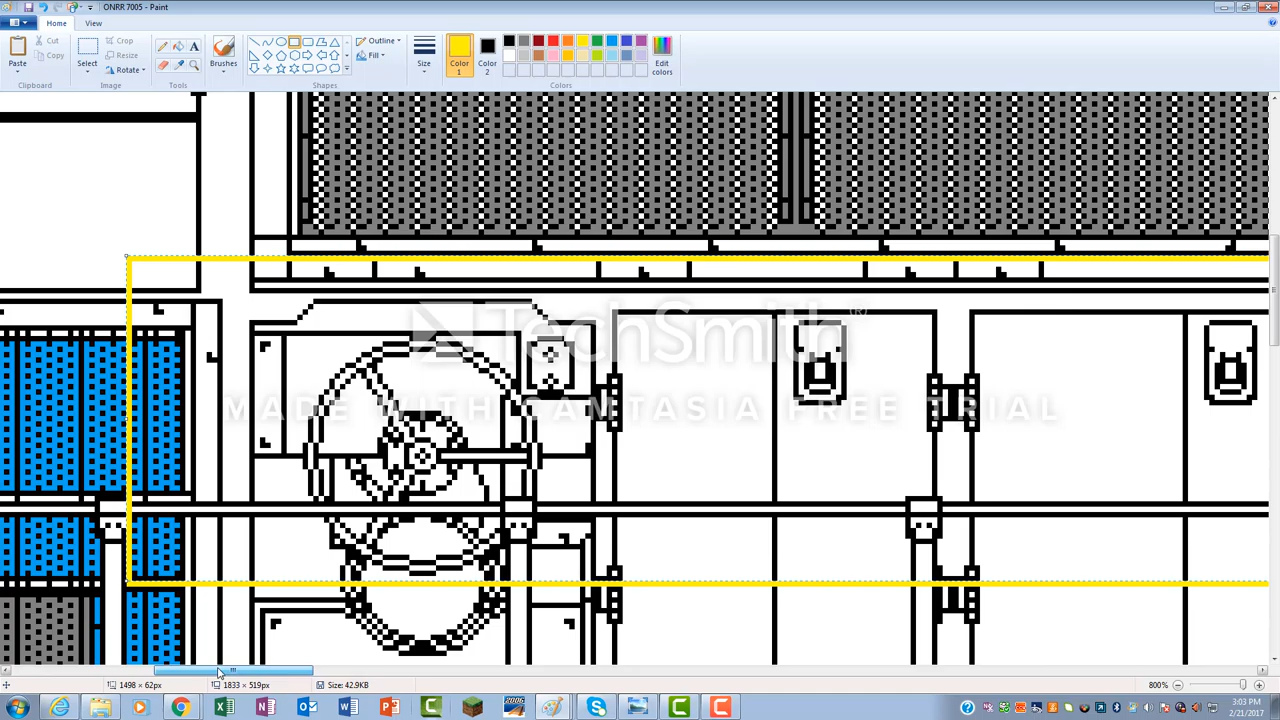 ONRR 7005 - Paint
Home View
Paste
Cut
Copy
Clipboard
Select
Crop
Resize
Rotate
Image
A
Tools
Brushes
Outline
Fill
Shapes
Size
Color 1
Color 2
Edit colors
Colors
TechSmith®
MADE WITH CAMTASIA FREE TRIAL
1498 × 62px
1833 × 519px
Size: 42.9KB
800%
2006
3:03 PM
2/21/2017